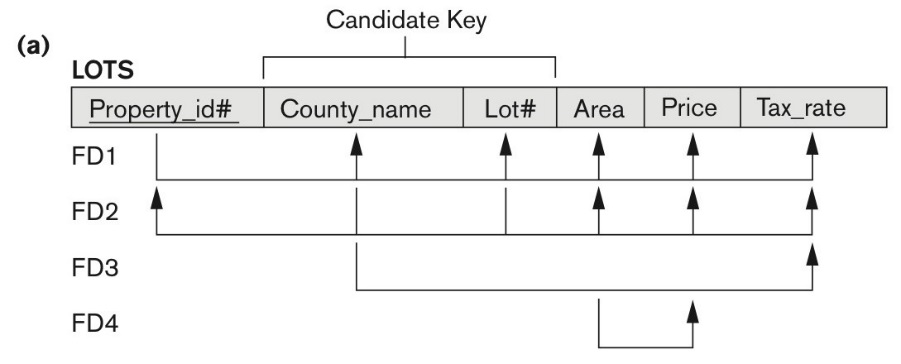 Candidate Key
(a)
LOTS
Property_id# County_name Lot# Area Price Tax_rate
FD1
FD2
FD3
FD4